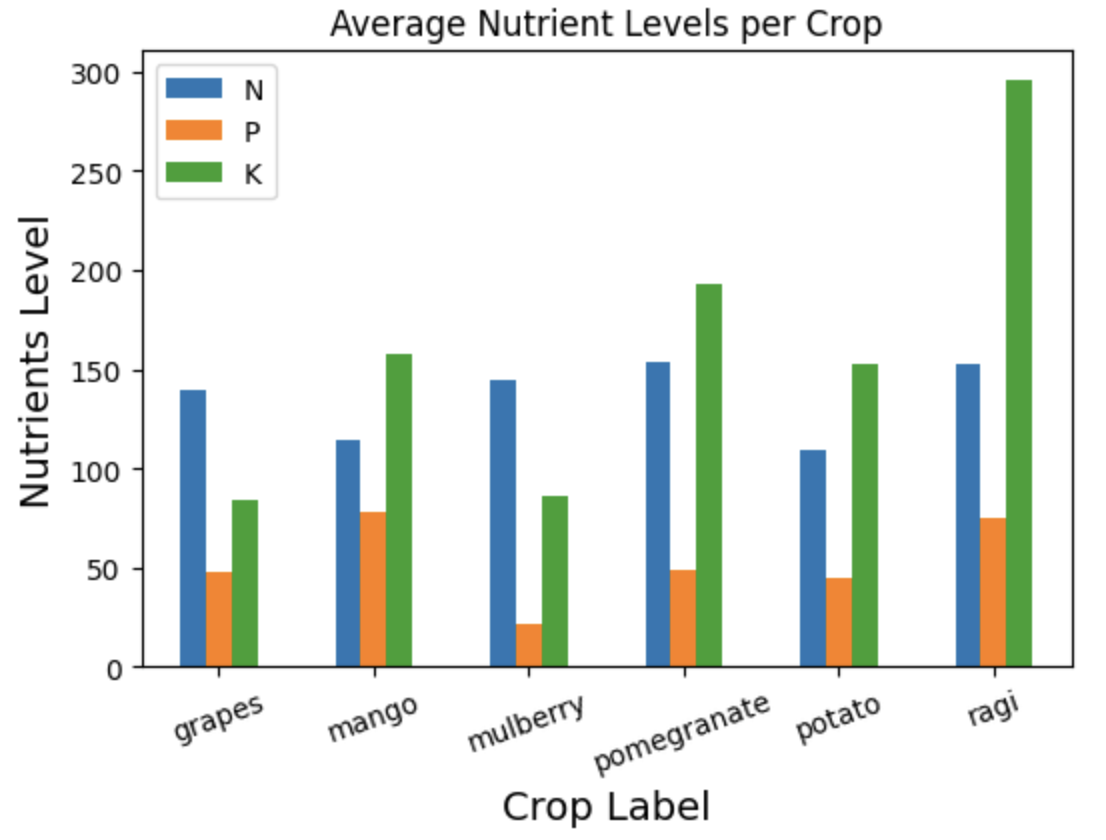 Average Nutrient Levels per Crop
300
250
200
150
100
50
0
Nutrients Level
N
P
K
grapes
mango
mulberry
pomegranate
potato
ragi
Crop Label